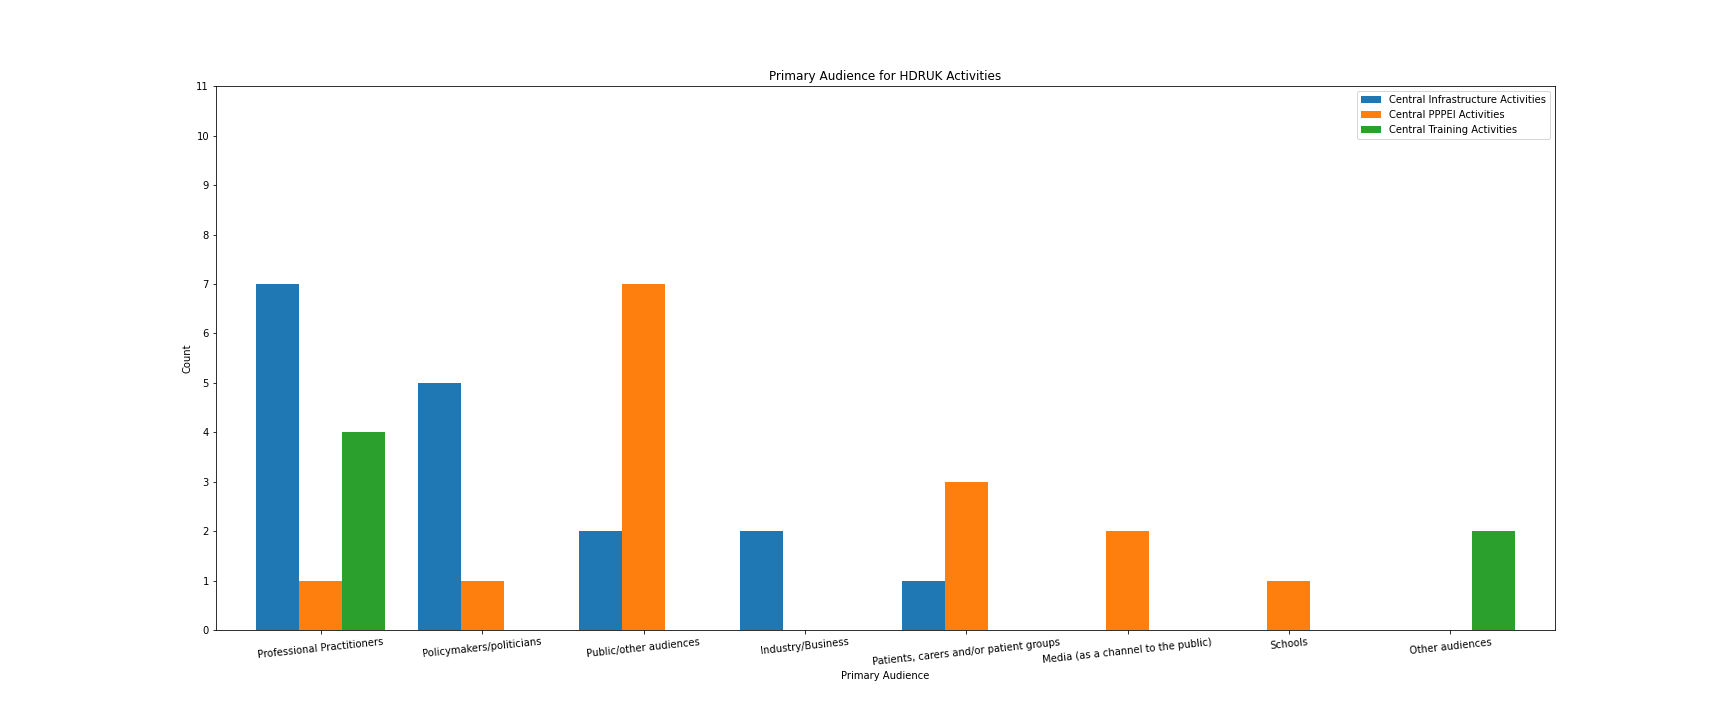 Primary Audience for HDRUK Activities
Central Infrastructure Activities
Central PPPEI Activities
Central Training Activities
11
10
9
8
7
6
5
4
3
2
1
0
Count
Professional Practitioners
Policymakers/politicians
Public/other audiences
Industry/Business
Patients, carers and/or patient groups
Media (as a channel to the public)
Schools
Other audiences
Primary Audience